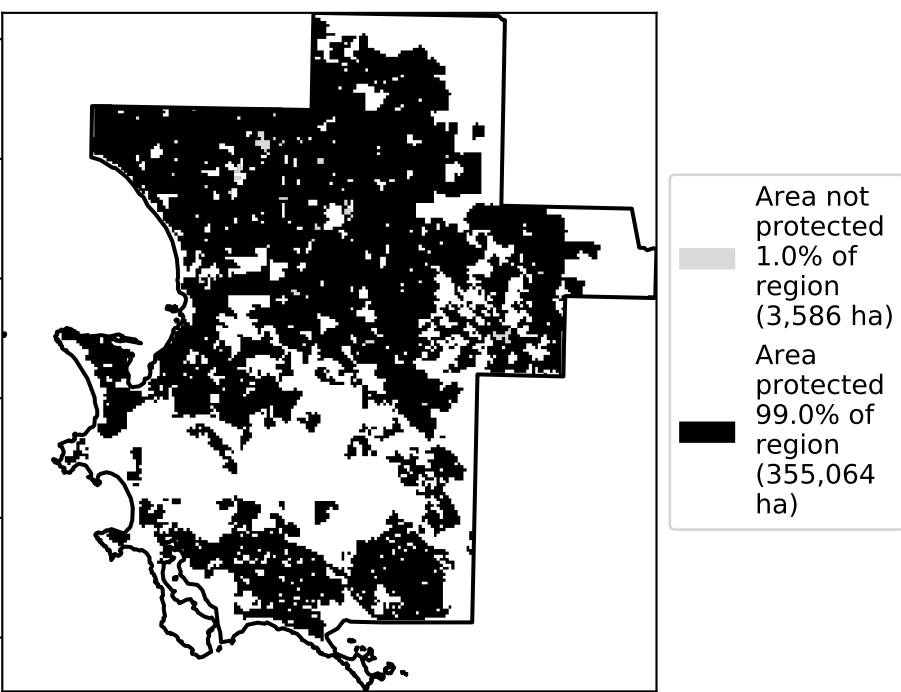 Area not
protected
1.0% of
region
(3,586 ha)
Area
protected
99.0% of
region
(355,064
ha)